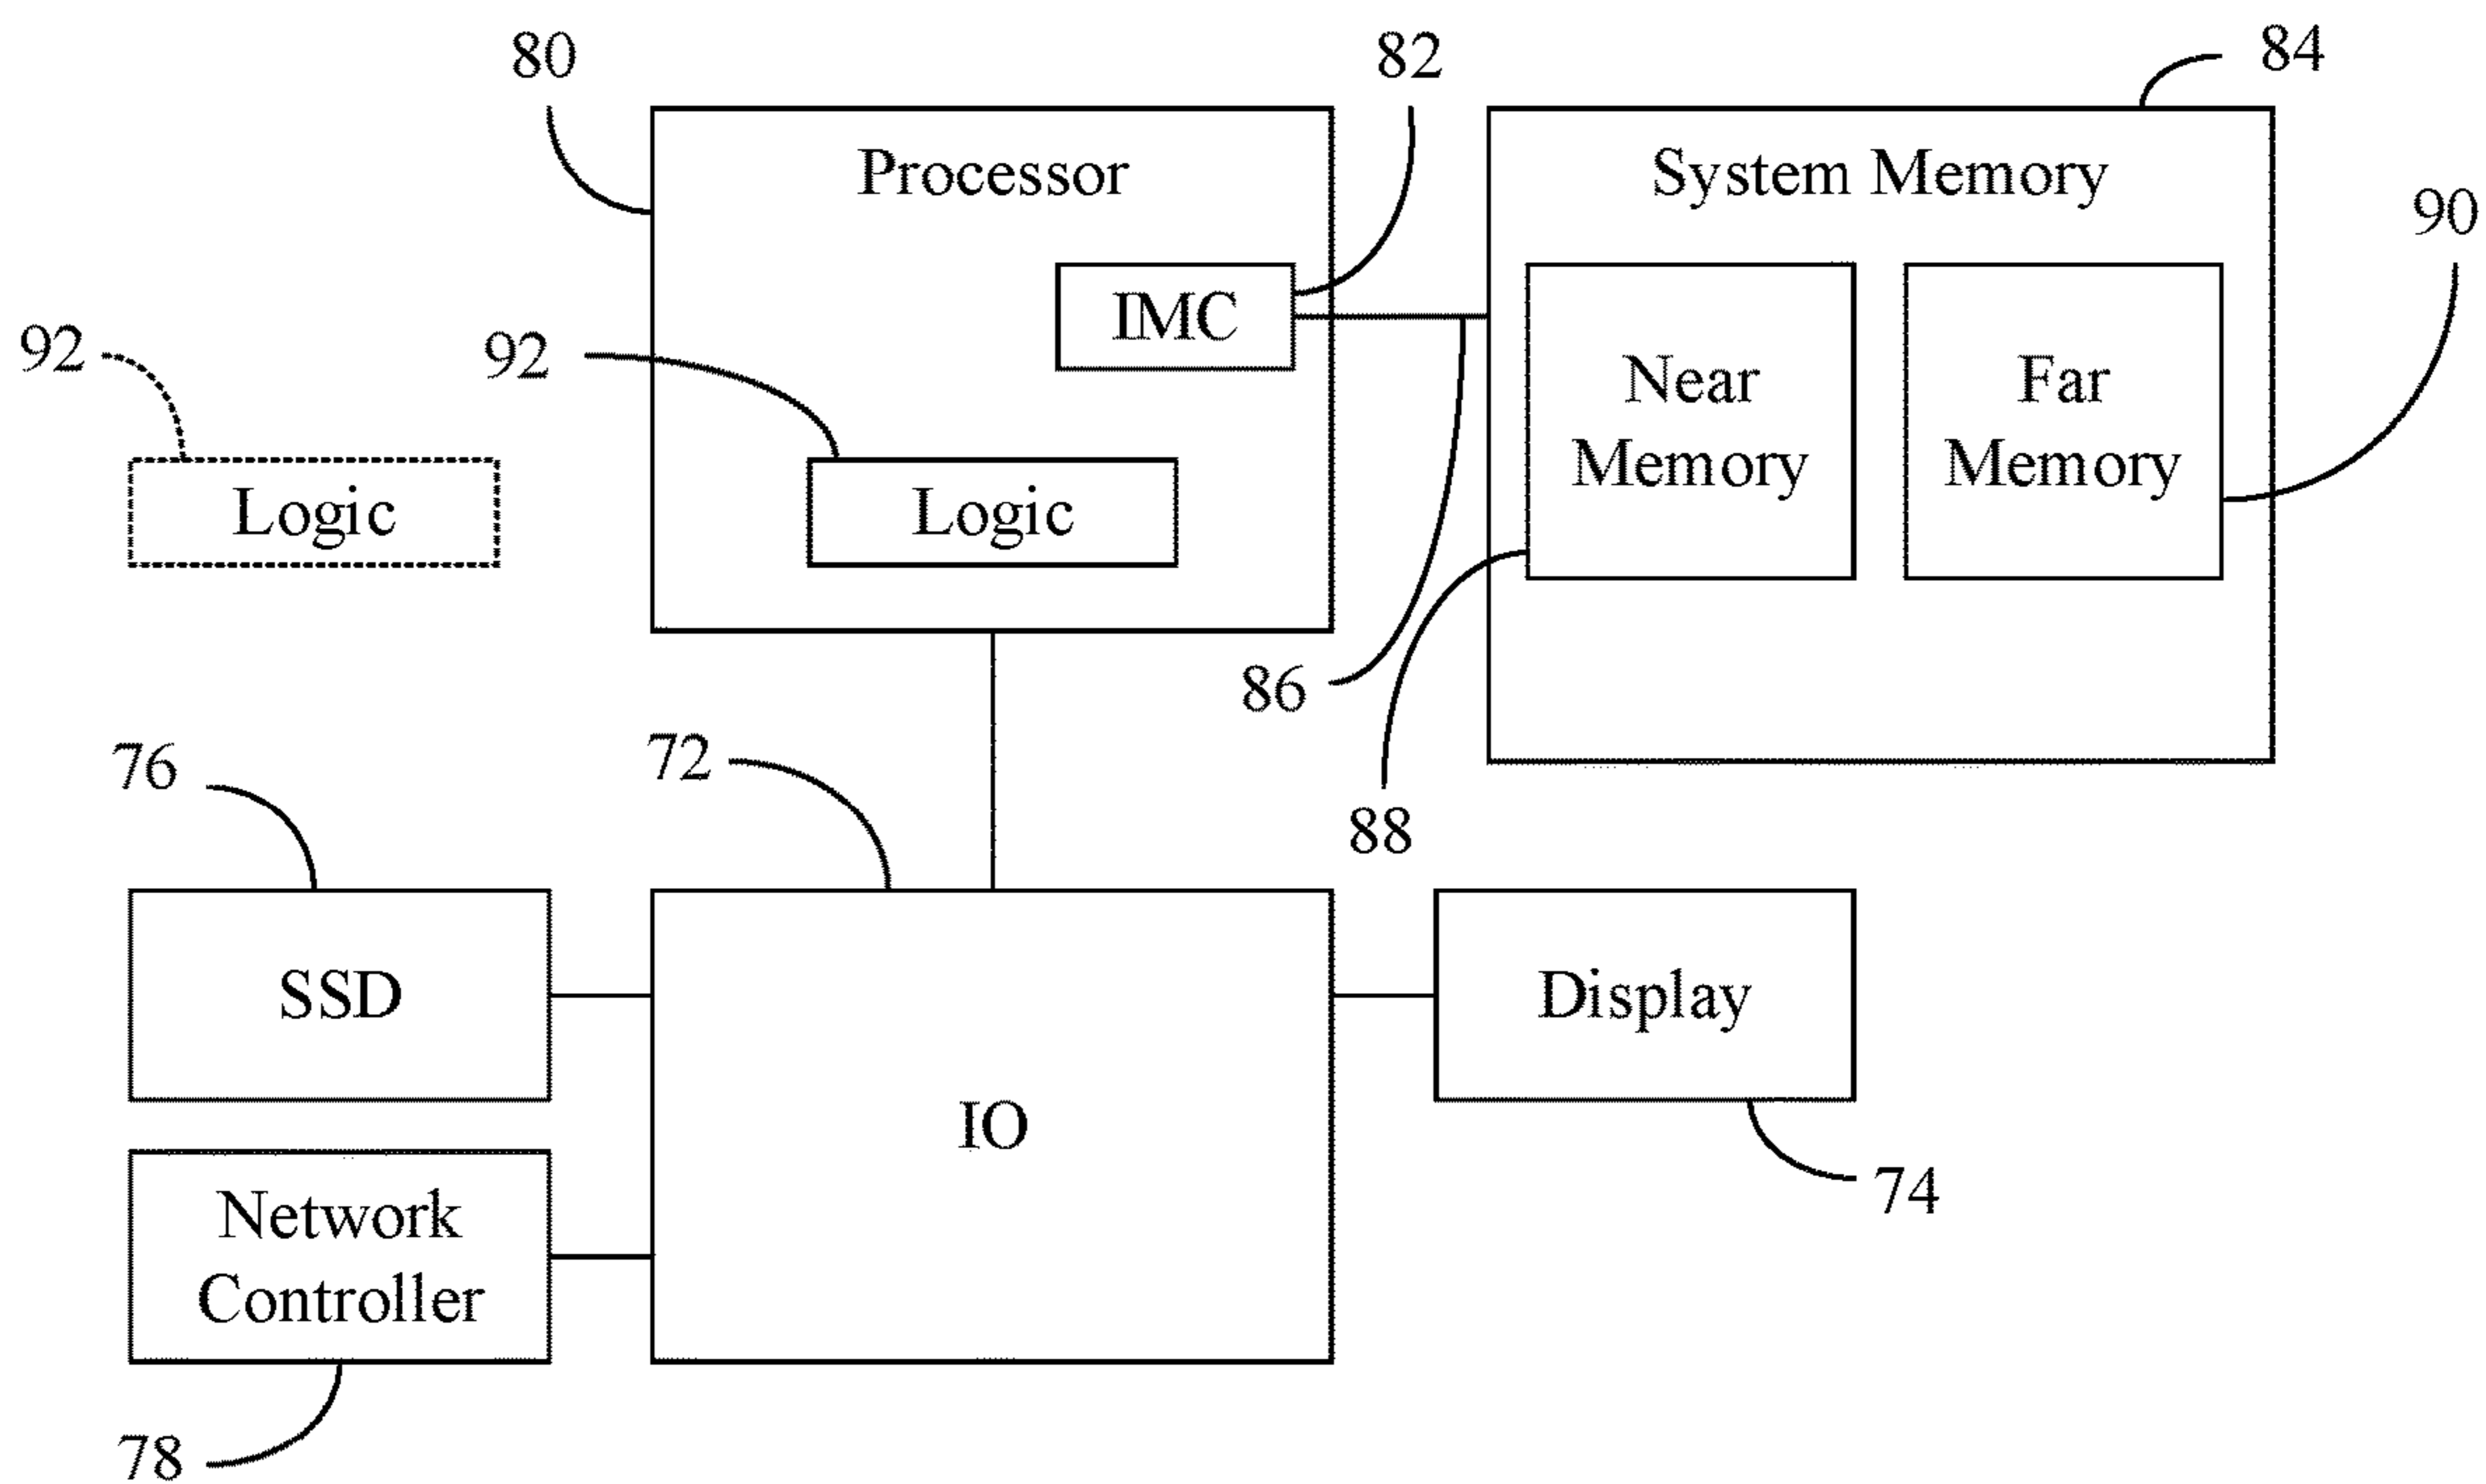 80
82
84
Processor
System Memory
90
92
92
IMC
Near
Memory
Far
Memory
Logic
Logic
86
76
72
88
SSD
IO
Display
Network
Controller
74
78